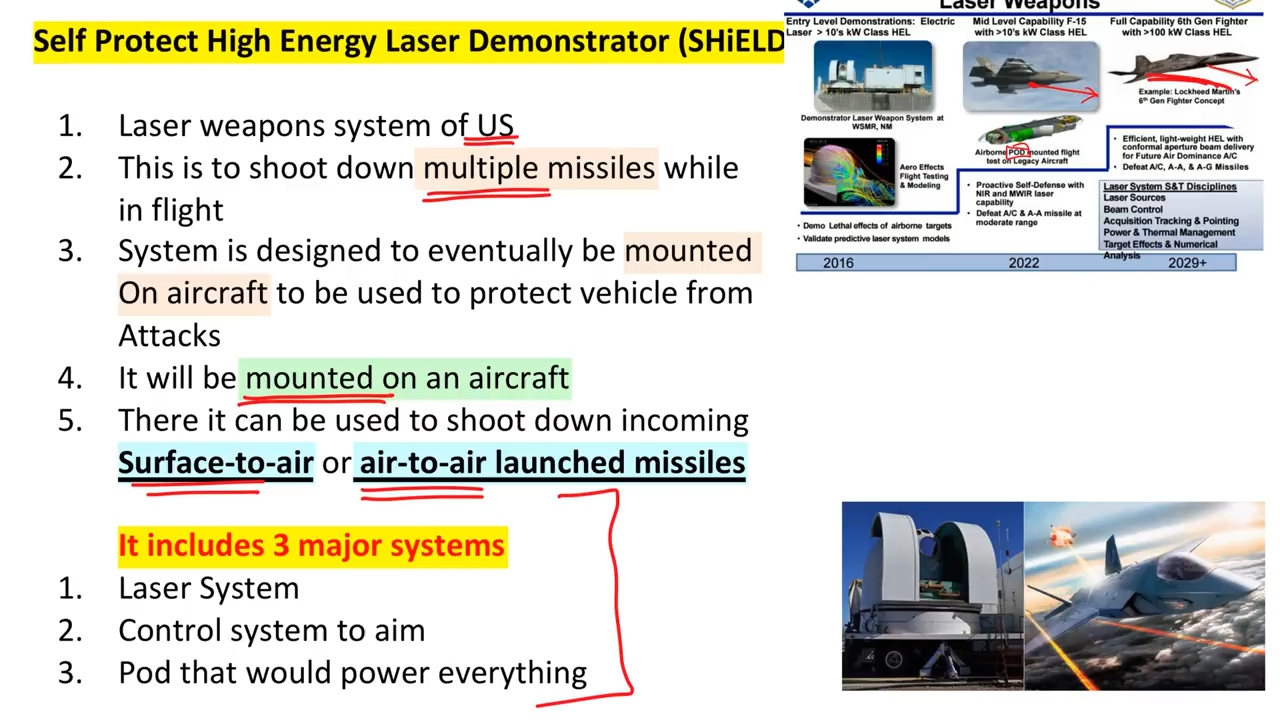 Self Protect High Energy Laser Demonstrator (SHiELD
1. Laser weapons system of US
2. This is to shoot down multiple missiles while
in flight
3. System is designed to eventually be mounted
On aircraft to be used to protect vehicle from
Attacks
4. It will be mounted on an aircraft
5. There it can be used to shoot down incoming
Surface-to-air or air-to-air launched missiles
It includes 3 major systems
1. Laser System
2. Control system to aim
3. Pod that would power everything
Laser Weapons
Entry Level Demonstrations: Electric
Laser > 10's kW Class HEL
Demonstrator Laser Weapon System at
WSMR, NM
Aero Effects
Flight Testing
& Modeling
• Demo Lethal effects of airborne targets
• Validate predictive laser system models
Mid Level Capability F-15
with >10's kW Class HEL
Airborne POD mounted flight
test on Legacy Aircraft
• Proactive Self-Defense with
NIR and MWIR laser
capability
• Defeat A/C & A-A missile at
moderate range
Full Capability 6th Gen Fighter
with >100 kW Class HEL
Example: Lockheed Martin's
6th Gen Fighter Concept
• Efficient, light-weight HEL with
conformal aperture beam delivery
for Future Air Dominance A/C
• Defeat A/C, A-A, & A-G Missiles
Laser System S&T Disciplines
Laser Sources
Beam Control
Acquisition Tracking & Pointing
Power & Thermal Management
Target Effects & Numerical
Analysis
2016 2022 2029+